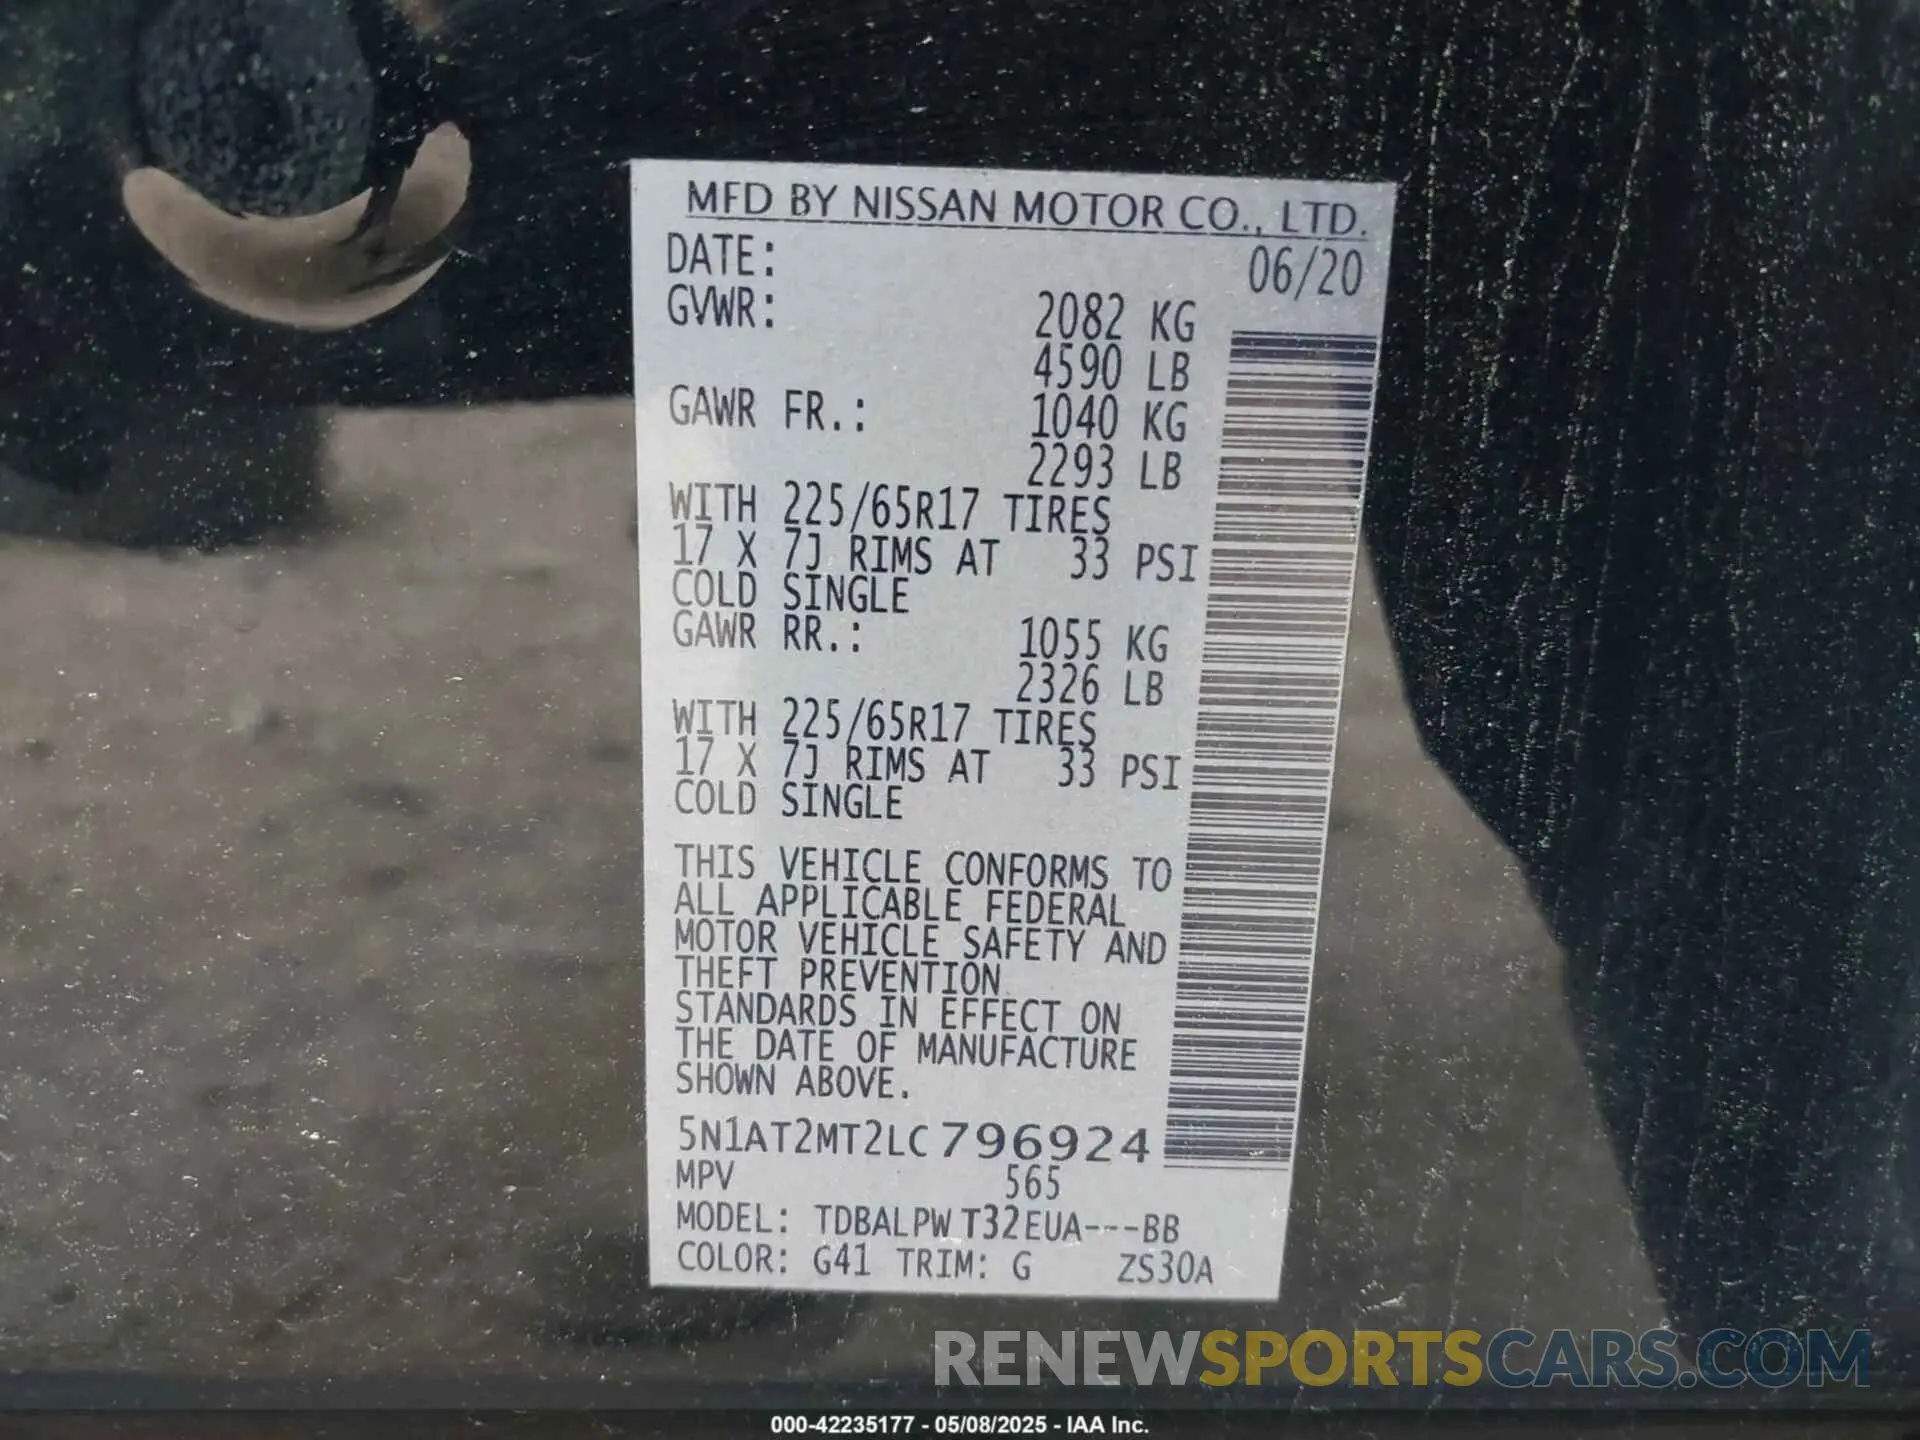 MFD BY NISSAN MOTOR CO., LTD.
DATE: 06/20
GVWR: 2082 KG
4590 LB
GAWR FR.: 1040 KG
2293 LB
WITH 225/65R17 TIRES
17 X 7J RIMS AT 33 PSI
COLD SINGLE
GAWR RR.: 1055 KG
2326 LB
WITH 225/65R17 TIRES
17 X 7J RIMS AT 33 PSI
COLD SINGLE
THIS VEHICLE CONFORMS TO
ALL APPLICABLE FEDERAL
MOTOR VEHICLE SAFETY AND
THEFT PREVENTION
STANDARDS IN EFFECT ON
THE DATE OF MANUFACTURE
SHOWN ABOVE.
5N1AT2MT2LC796924
MPV 565
MODEL: TDBALPWT32EUA---BB
COLOR: G41 TRIM: G ZS30A
RENEWSPORTSCARS.COM
000-42235177 - 05/08/2025 - IAA Inc.